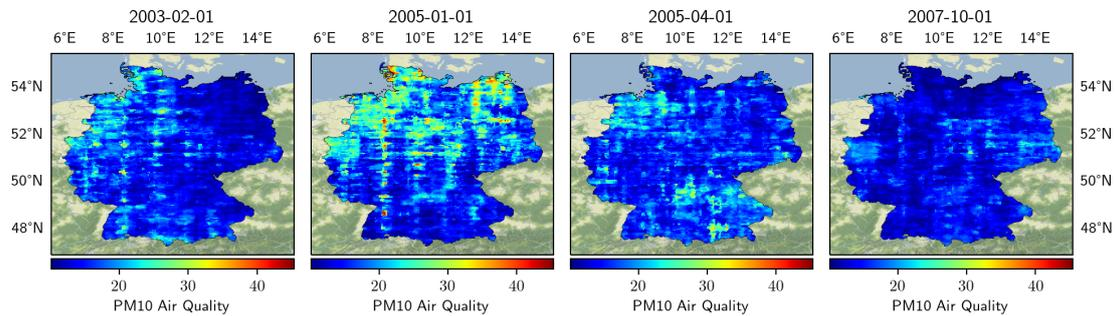 2003-02-01 2005-01-01 2005-04-01 2007-10-01
6°E 8°E 10°E 12°E 14°E 6°E 8°E 10°E 12°E 14°E 6°E 8°E 10°E 12°E 14°E 6°E 8°E 10°E 12°E 14°E
54°N 54°N
52°N 52°N
50°N 50°N
48°N 48°N
20 30 40 20 30 40 20 30 40 20 30 40
PM10 Air Quality PM10 Air Quality PM10 Air Quality PM10 Air Quality